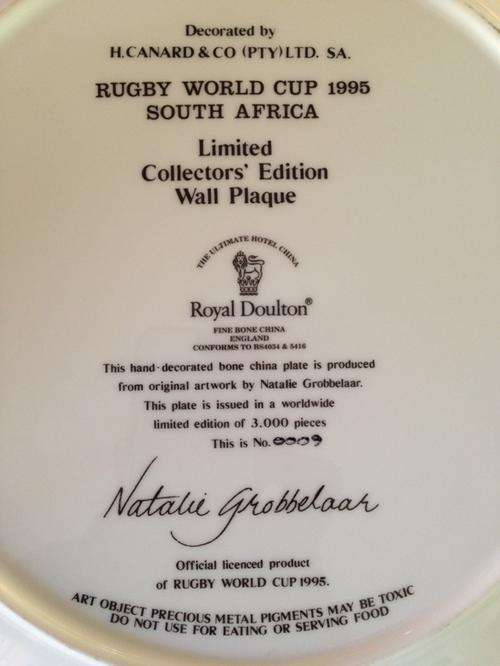 Decorated by
H.CANARD & CO (PTY) LTD. SA.
RUGBY WORLD CUP 1995
SOUTH AFRICA
Limited
Collectors' Edition
Wall Plaque
THE ULTIMATE HOTEL CHINA
Royal Doulton®
FINE BONE CHINA
ENGLAND
CONFORMS TO BS4034 & 5416
This hand-decorated bone china plate is produced
from original artwork by Natalie Grobbelaar.
This plate is issued in a worldwide
limited edition of 3.000 pieces
This is No. 0009
Natalie Grobbelaar
Official licenced product
of RUGBY WORLD CUP 1995.
ART OBJECT PRECIOUS METAL PIGMENTS MAY BE TOXIC
DO NOT USE FOR EATING OR SERVING FOOD